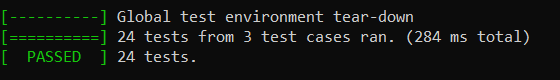 [----------] Global test environment tear-down
[==========] 24 tests from 3 test cases ran. (284 ms total)
[  PASSED  ] 24 tests.